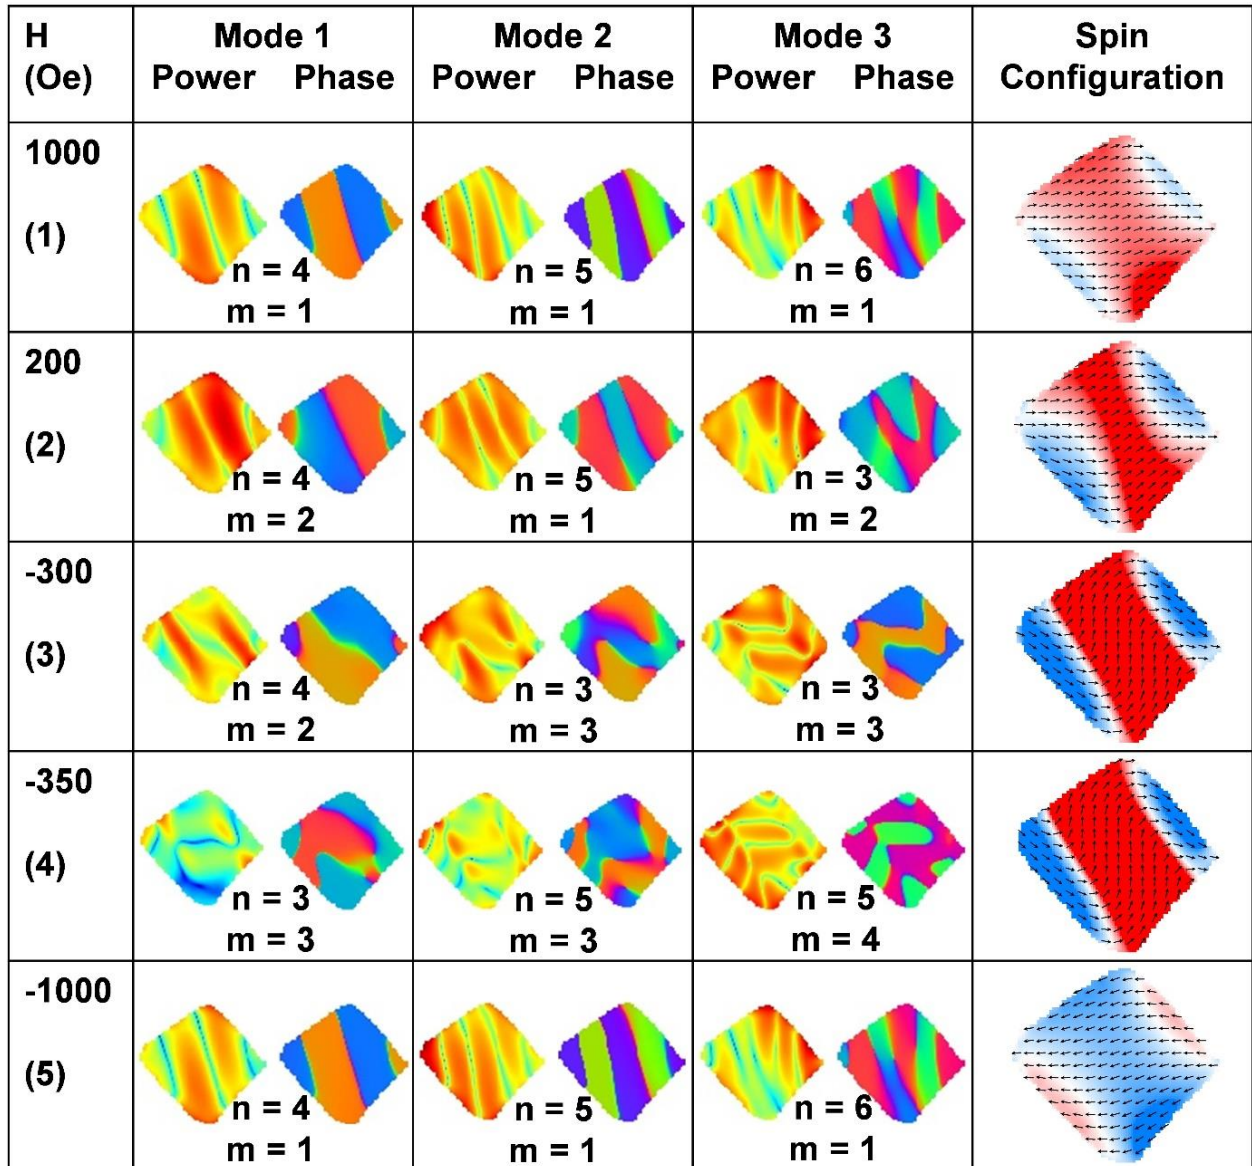 H Mode 1 Mode 2 Mode 3 Spin
(Oe) Power Phase Power Phase Power Phase Configuration
1000
(1)
n = 4 n = 5 n = 6
m = 1 m = 1 m = 1
200
(2)
n = 4 n = 5 n = 3
m = 2 m = 1 m = 2
-300
(3)
n = 4 n = 3 n = 3
m = 2 m = 3 m = 3
-350
(4)
n = 3 n = 5 n = 5
m = 3 m = 3 m = 4
-1000
(5)
n = 4 n = 5 n = 6
m = 1 m = 1 m = 1